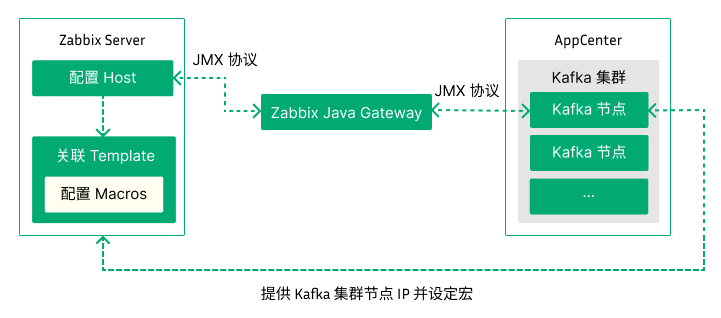 Zabbix Server
配置 Host
关联 Template
配置 Macros
JMX 协议
Zabbix Java Gateway
JMX 协议
AppCenter
Kafka 集群
Kafka 节点
Kafka 节点
...
提供 Kafka 集群节点 IP 并设定宏